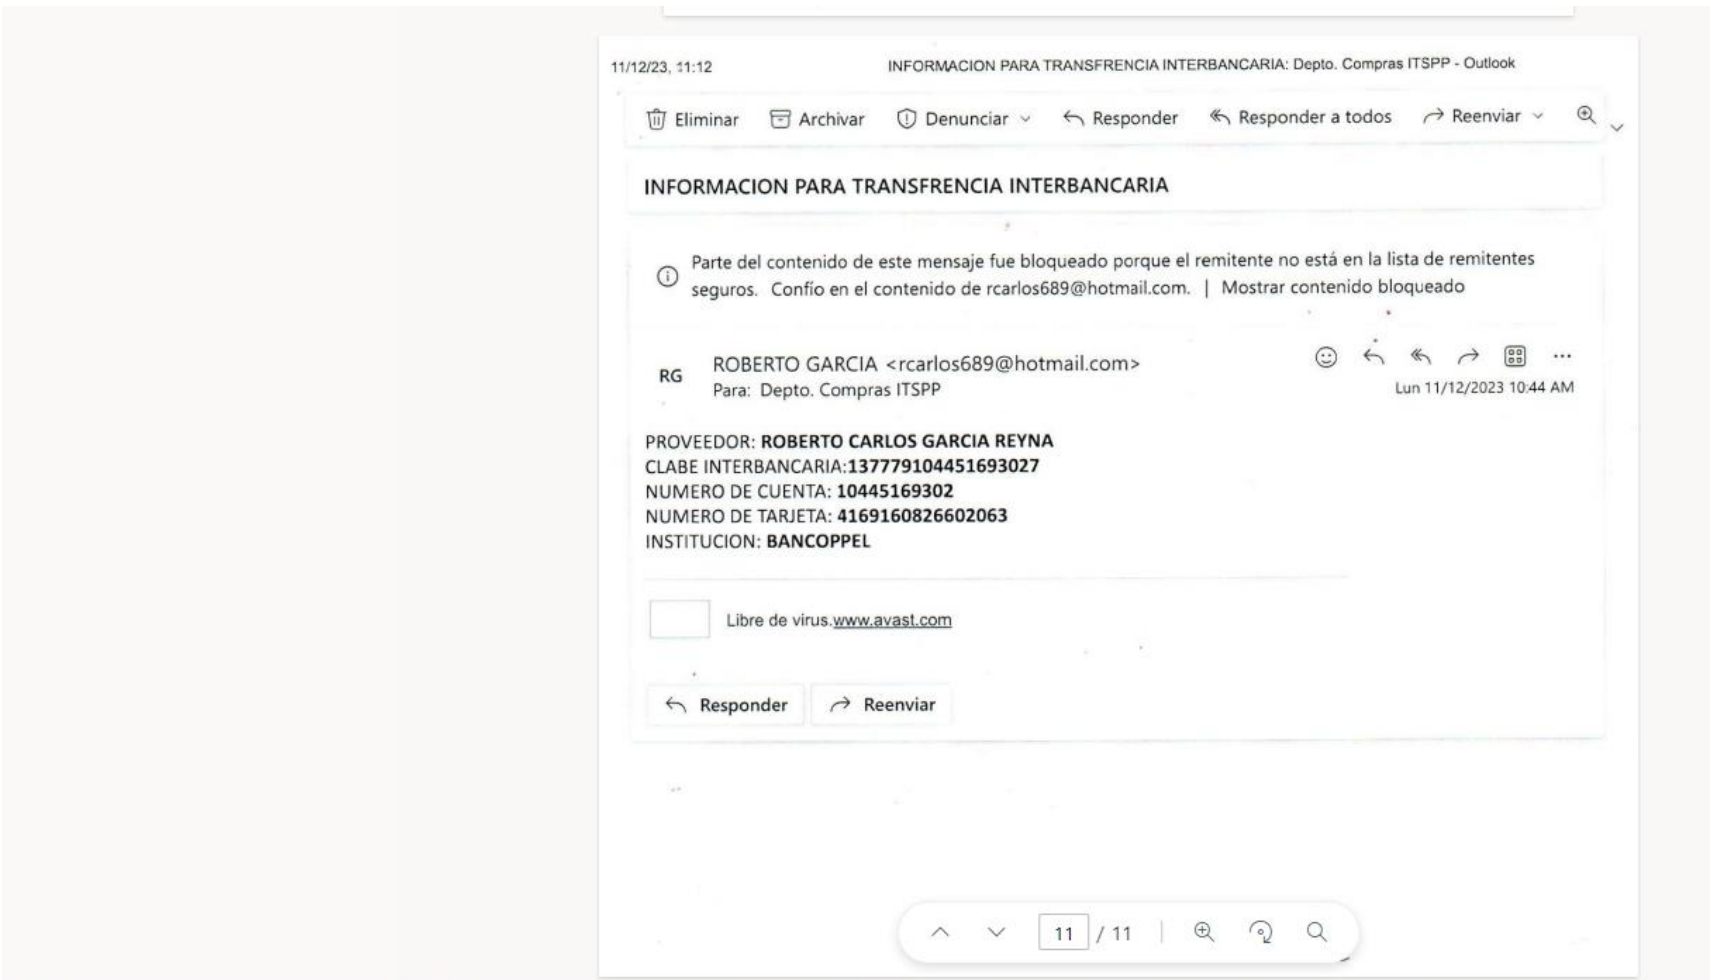 11/12/23, 11:12
INFORMACION PARA TRANSFRENCIA INTERBANCARIA: Depto. Compras ITSPP - Outlook
Eliminar Archivar Denunciar Responder Responder a todos Reenviar
INFORMACION PARA TRANSFRENCIA INTERBANCARIA
Parte del contenido de este mensaje fue bloqueado porque el remitente no está en la lista de remitentes
seguros. Confío en el contenido de rcarlos689@hotmail.com. | Mostrar contenido bloqueado
RG
ROBERTO GARCIA <rcarlos689@hotmail.com>
Para: Depto. Compras ITSPP
Lun 11/12/2023 10:44 AM
PROVEEDOR: ROBERTO CARLOS GARCIA REYNA
CLABE INTERBANCARIA:137779104451693027
NUMERO DE CUENTA: 10445169302
NUMERO DE TARJETA: 4169160826602063
INSTITUCION: BANCOPPEL
Libre de virus.www.avast.com
Responder Reenviar
11 / 11